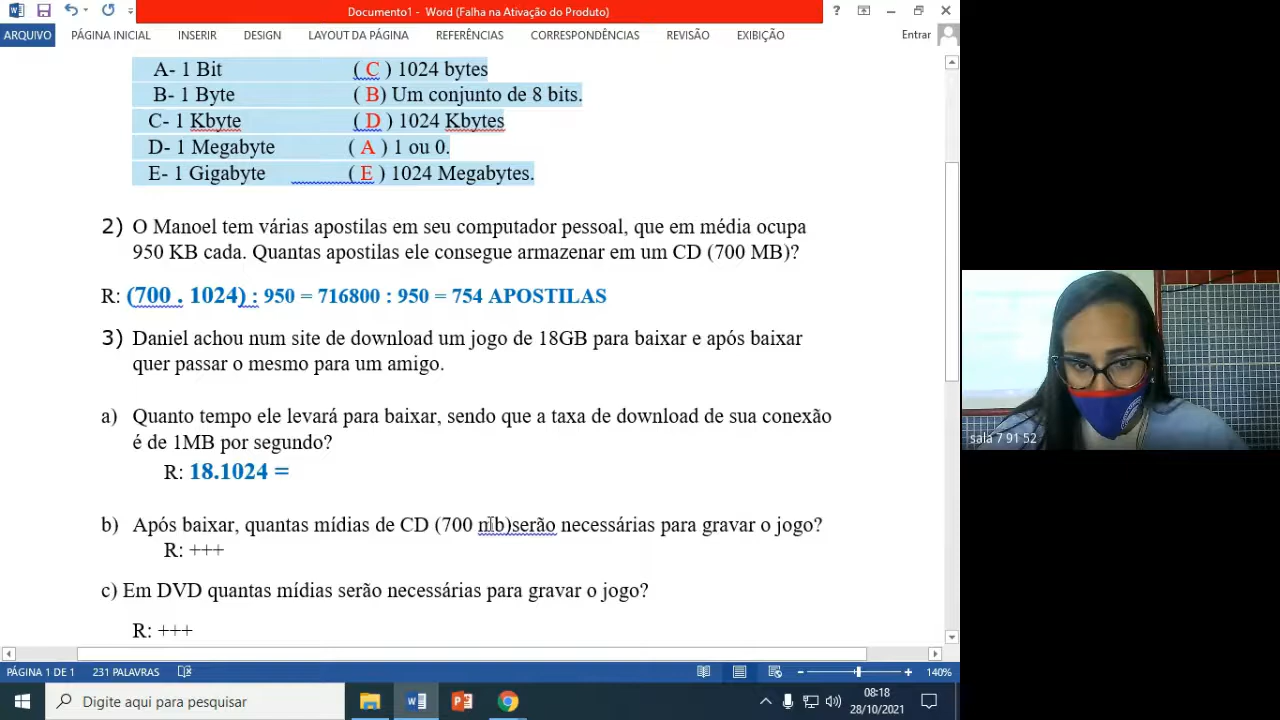 Documento1 - Word (Falha na Ativação do Produto)
ARQUIVO PÁGINA INICIAL INSERIR DESIGN LAYOUT DA PÁGINA REFERÊNCIAS CORRESPONDÊNCIAS REVISÃO EXIBIÇÃO Entrar
A- 1 Bit ( C ) 1024 bytes
B- 1 Byte ( B) Um conjunto de 8 bits.
C- 1 Kbyte ( D ) 1024 Kbytes
D- 1 Megabyte ( A ) 1 ou 0.
E- 1 Gigabyte ( E ) 1024 Megabytes.
2) O Manoel tem várias apostilas em seu computador pessoal, que em média ocupa
950 KB cada. Quantas apostilas ele consegue armazenar em um CD (700 MB)?
R: (700 . 1024) : 950 = 716800 : 950 = 754 APOSTILAS
3) Daniel achou num site de download um jogo de 18GB para baixar e após baixar
quer passar o mesmo para um amigo.
a) Quanto tempo ele levará para baixar, sendo que a taxa de download de sua conexão
é de 1MB por segundo?
R: 18.1024 =
b) Após baixar, quantas mídias de CD (700 mb)serão necessárias para gravar o jogo?
R: +++
c) Em DVD quantas mídias serão necessárias para gravar o jogo?
R: +++
sala 7 91 52
PÁGINA 1 DE 1 231 PALAVRAS 140%
Digite aqui para pesquisar
08:18
28/10/2021